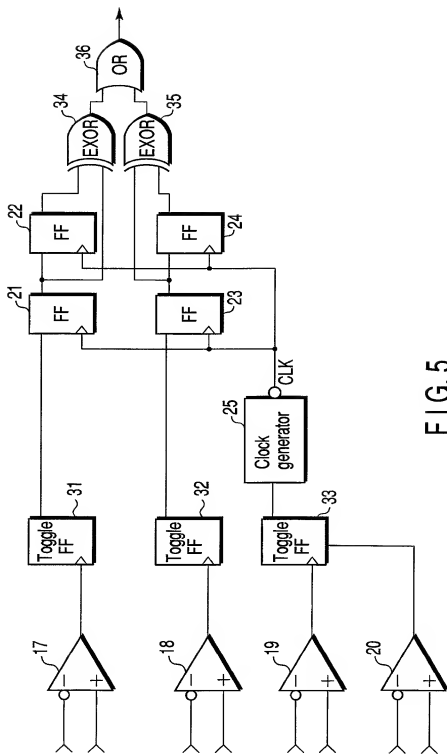 17
−
+
31
Toggle
FF
21
FF
22
FF
34
EXOR
36
OR
35
EXOR
18
−
+
32
Toggle
FF
23
FF
24
FF
19
−
+
33
Toggle
FF
25
Clock
generator
CLK
20
−
+
FIG. 5